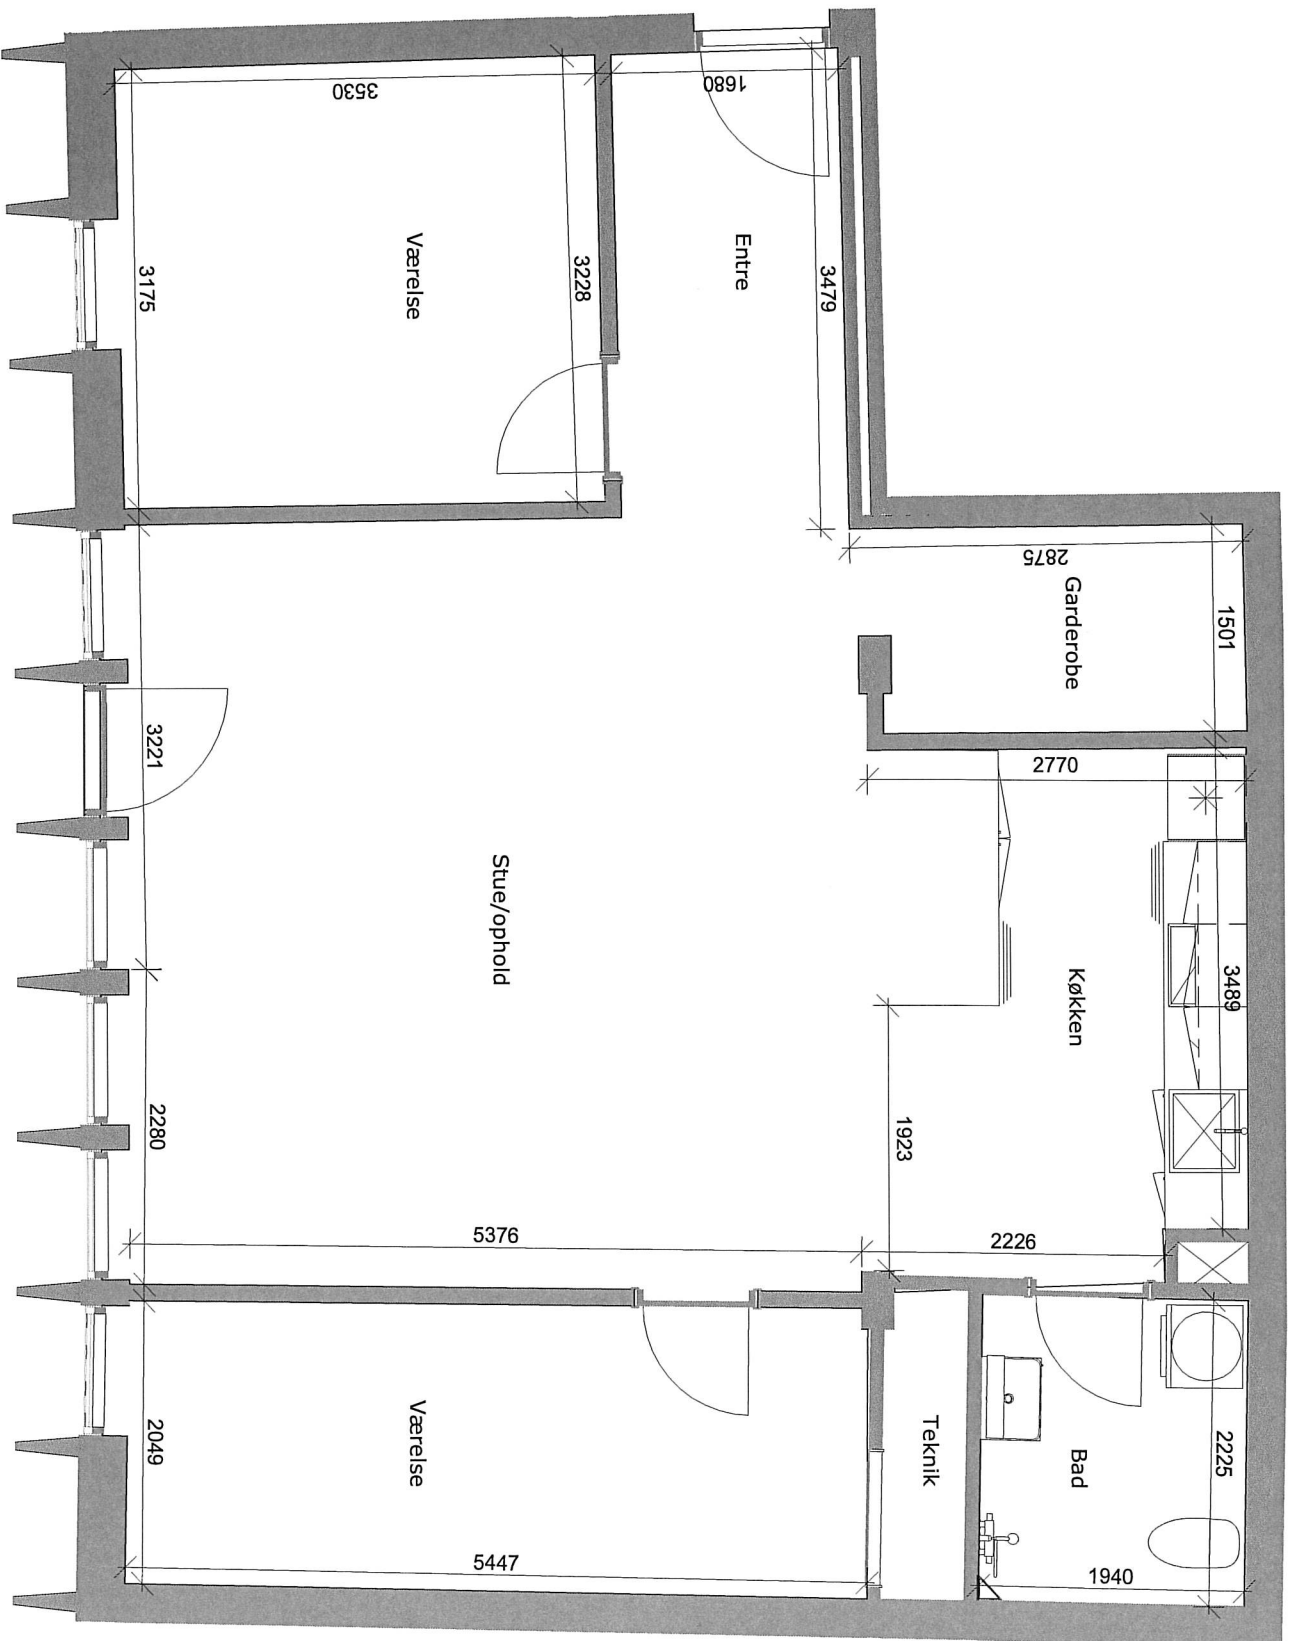 3530
1680
Værelse
3228
Entre
3479
3175
2875
Garderobe
1501
3221
2770
Stue/ophold
Køkken
3489
2280
1923
5376
2226
Værelse
2049
Teknik
Bad
2225
5447
1940